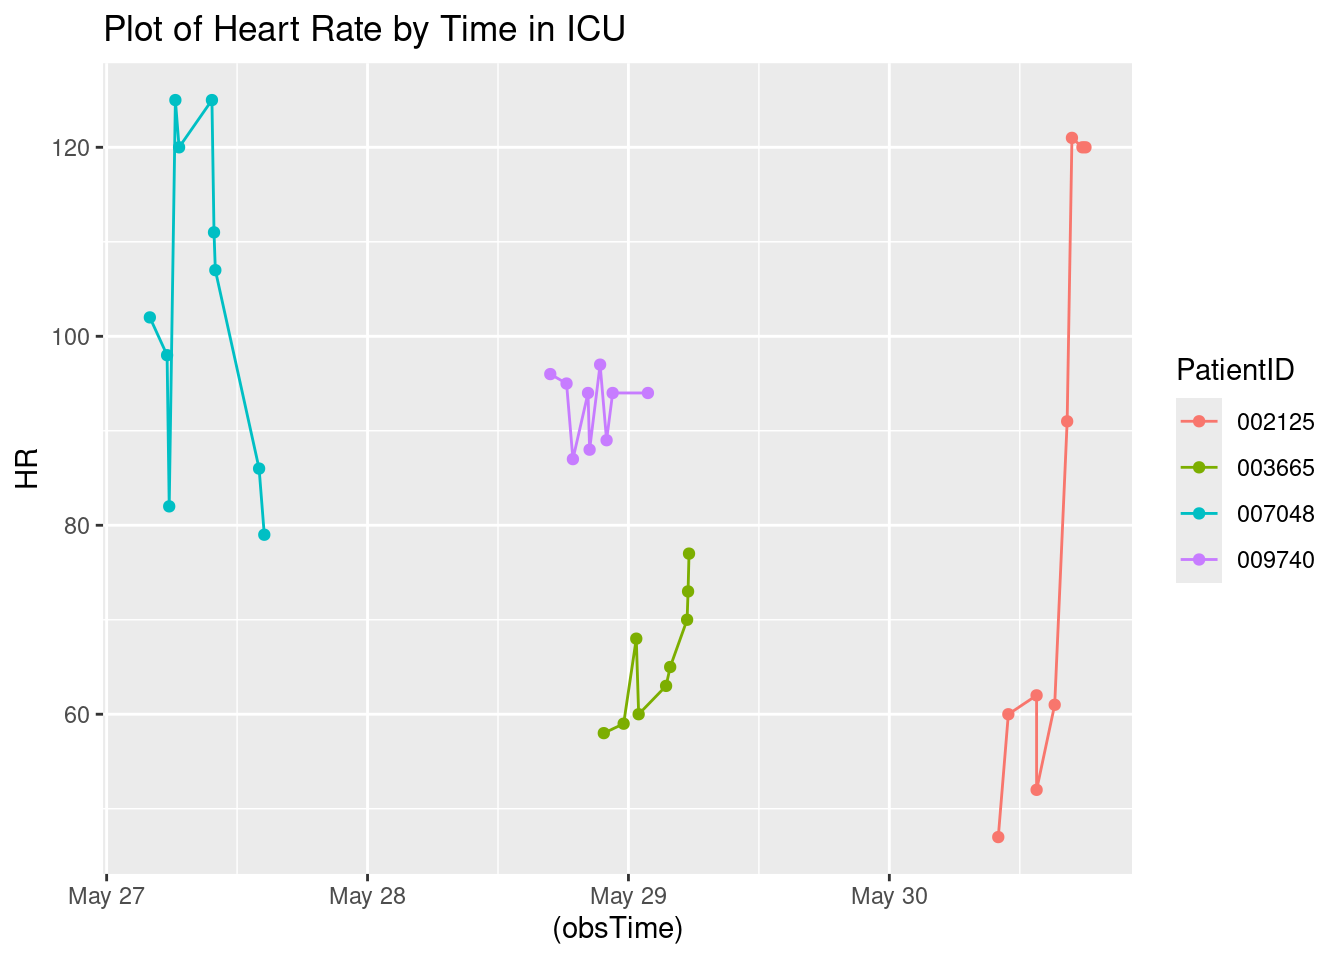 Plot of Heart Rate by Time in ICU
120
100
80
60
HR
May 27
May 28
May 29
May 30
(obsTime)
PatientID
002125
003665
007048
009740